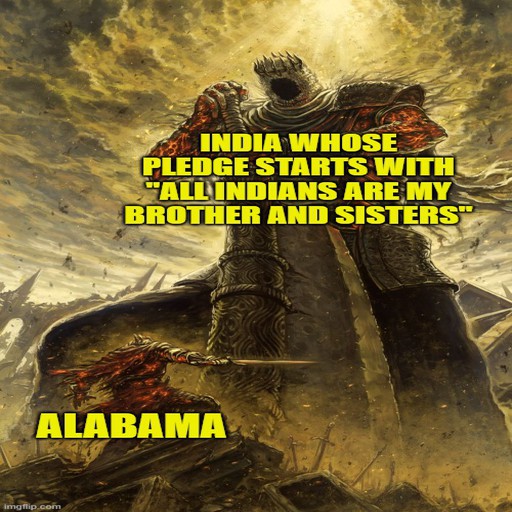 INDIA WHOSE
PLEDGE STARTS WITH
"ALL INDIANS ARE MY
BROTHER AND SISTERS"
ALABAMA
imgflip.com